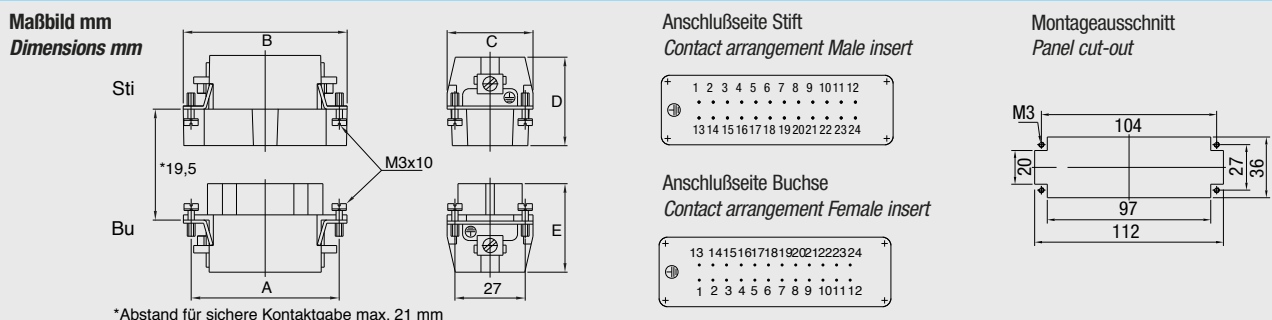 Maßbild mm
Dimensions mm
B
C
Sti
D
*19,5
M3x10
Bu
E
A
27
*Abstand für sichere Kontaktgabe max. 21 mm
Anschlußseite Stift
Contact arrangement Male insert
1 2 3 4 5 6 7 8 9 10 11 12
13 14 15 16 17 18 19 20 21 22 23 24
Anschlußseite Buchse
Contact arrangement Female insert
13 14 15 16 17 18 19 20 21 22 23 24
1 2 3 4 5 6 7 8 9 10 11 12
Montageausschnitt
Panel cut-out
M3
104
20
27
36
97
112